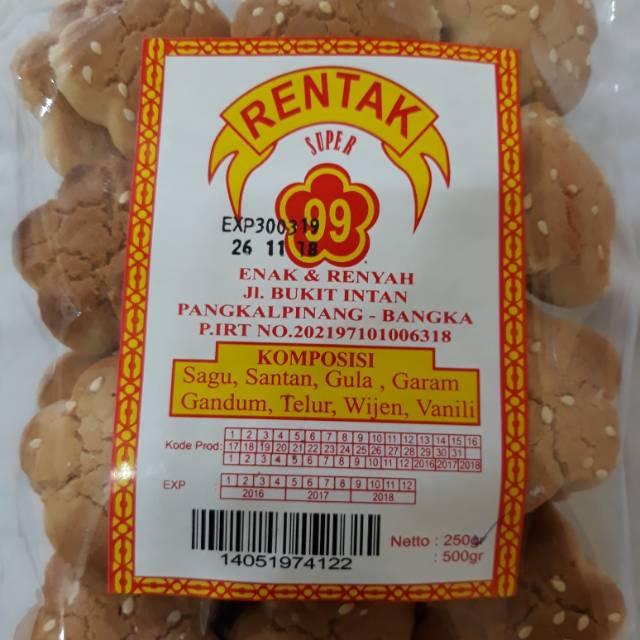 RENTAK
SUPER
99
EXP300319
26 11 18
ENAK & RENYAH
Jl. BUKIT INTAN
PANGKALPINANG - BANGKA
P.IRT NO.202197101006318
KOMPOSISI
Sagu, Santan, Gula , Garam
Gandum, Telur, Wijen, Vanili
Kode Prod:
1 2 3 4 5 6 7 8 9 10 11 12 13 14 15 16
17 18 19 20 21 22 23 24 25 26 27 28 29 30 31
1 2 3 4 5 6 7 8 9 10 11 12 2016 2017 2018
EXP
1 2 3 4 5 6 7 8 9 10 11 12
2016 2017 2018
14051974122
Netto : 250gr
: 500gr